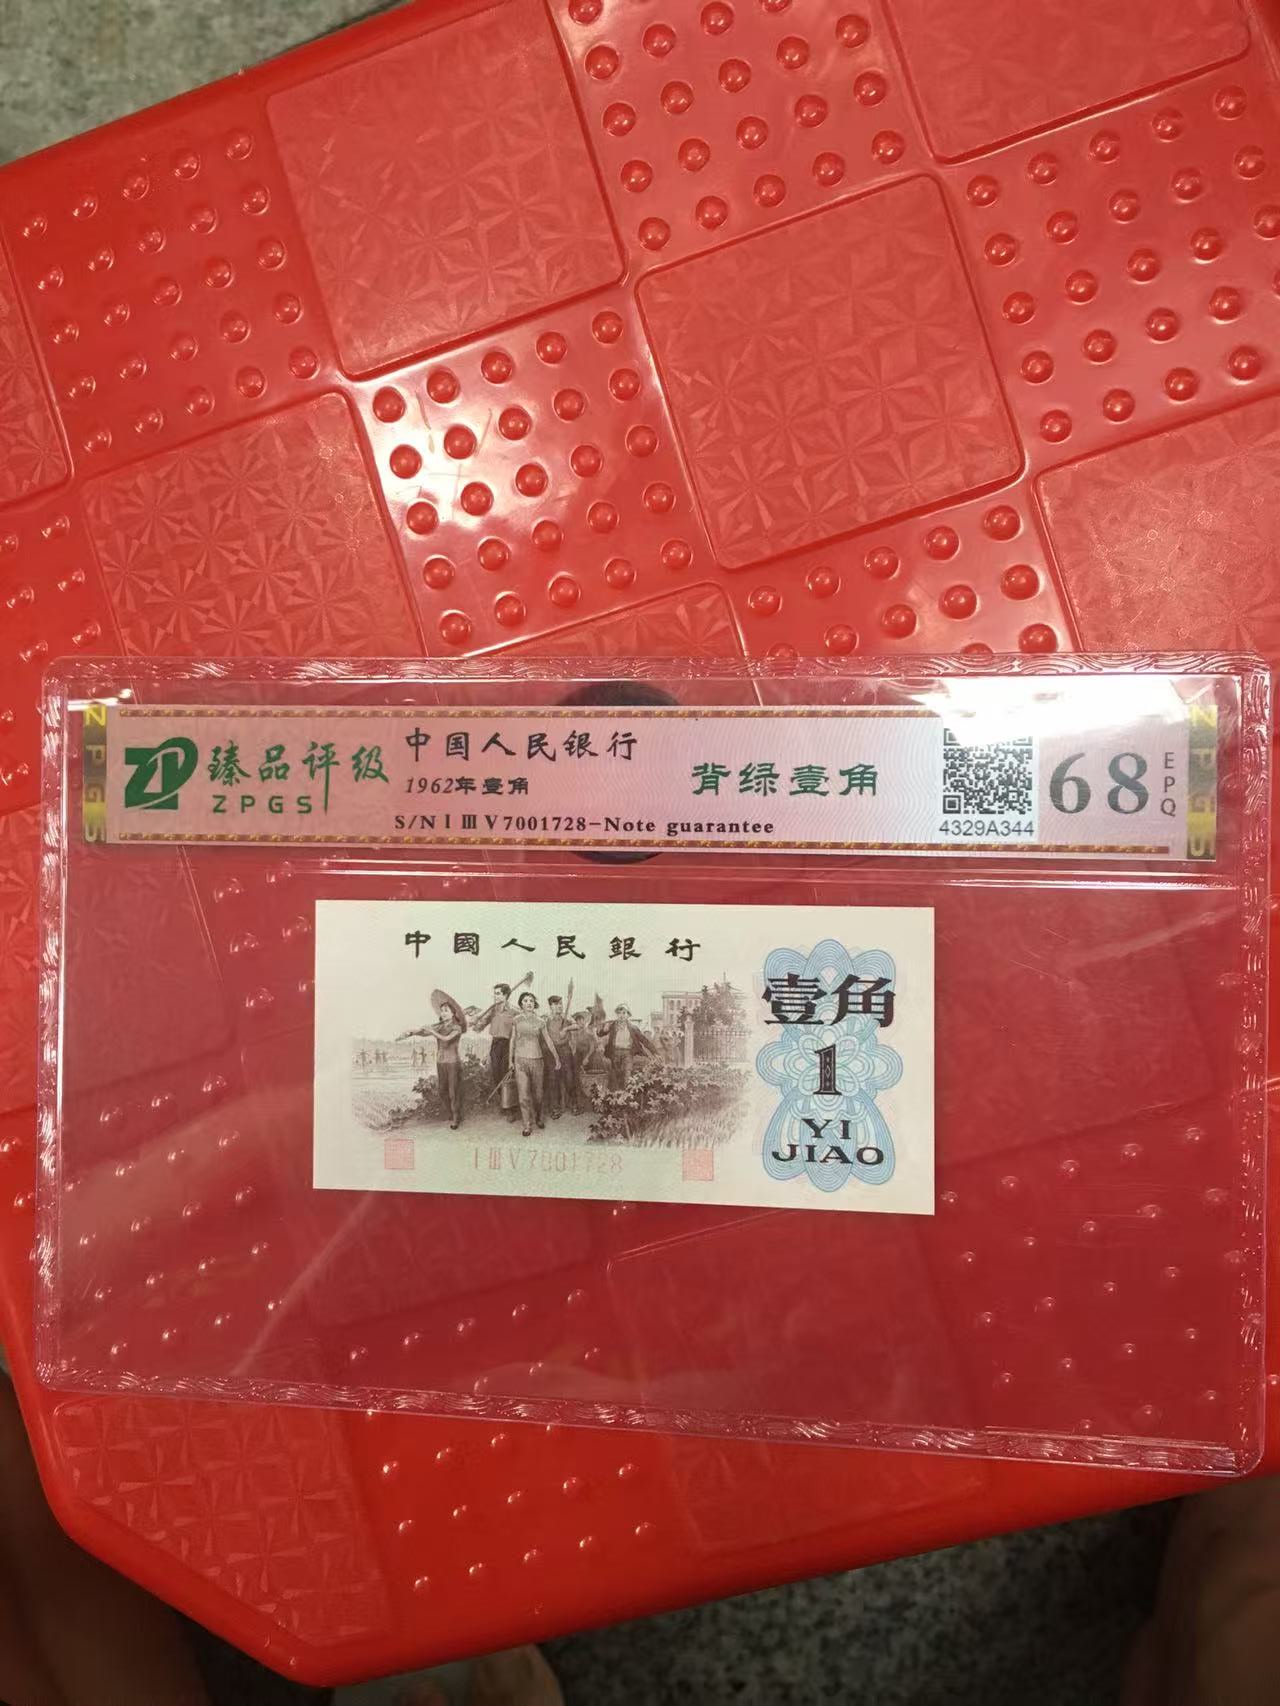 ZPGS
臻品评级
ZPGS
中国人民银行
1962年壹角
背绿壹角
S/N I III V7001728-Note guarantee
4329A344
68
EPQ
ZPGS
中國人民銀行
壹角
1
YI
JIAO
I III V7001728